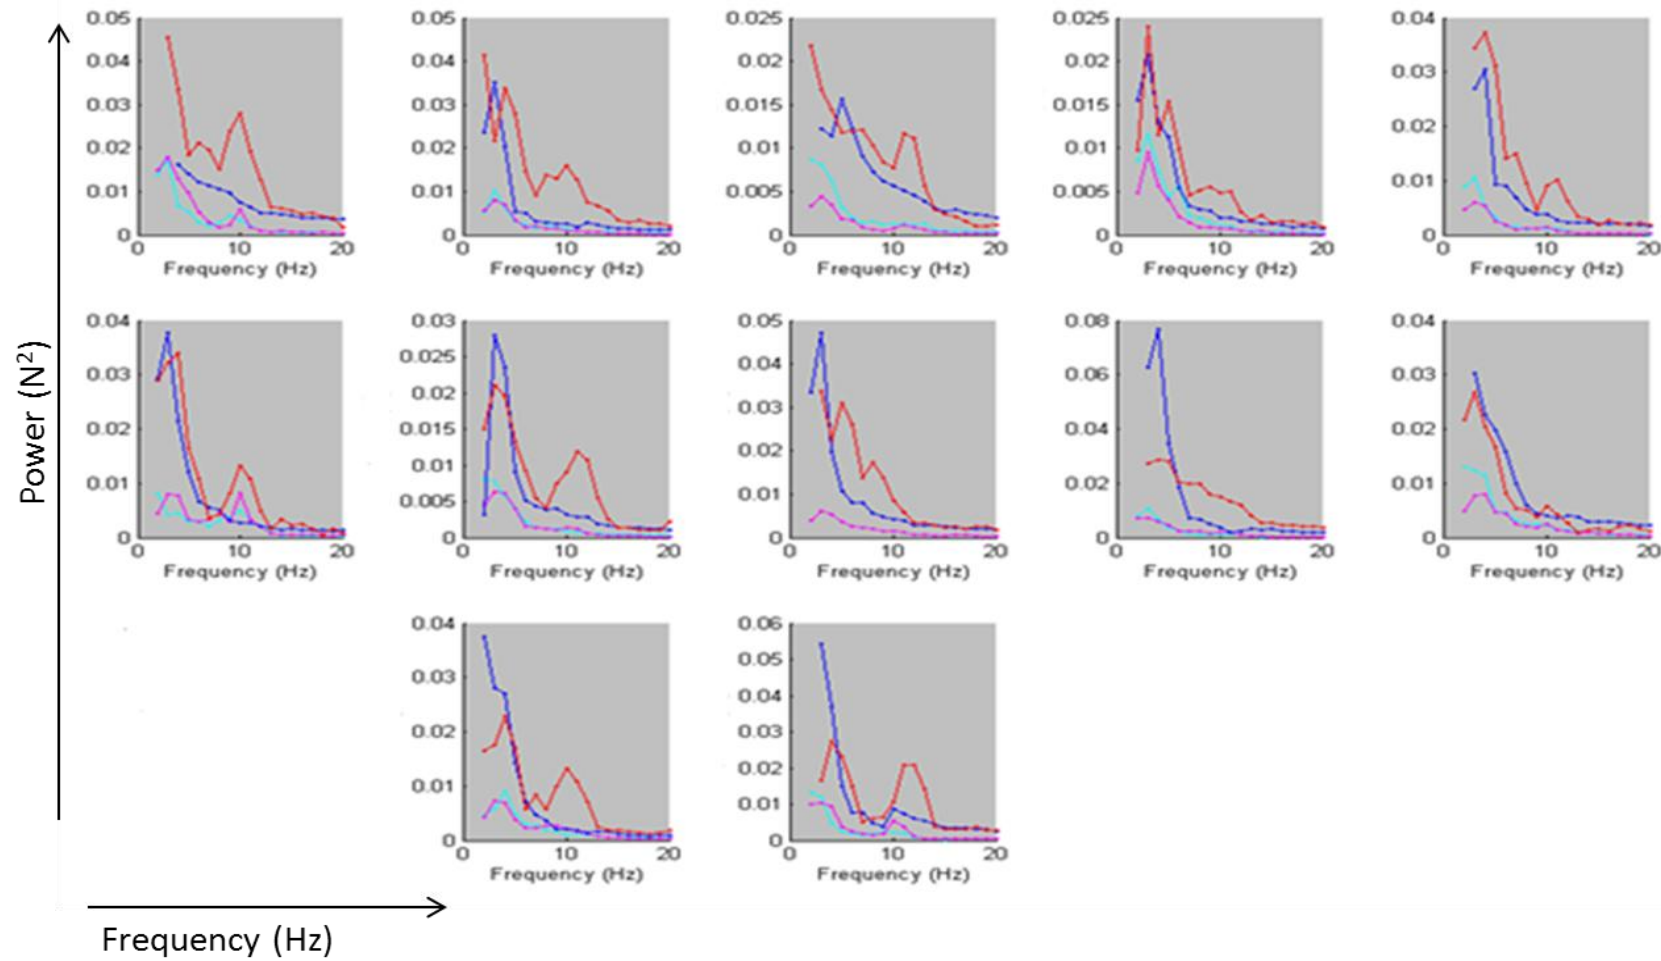 0.05 0.05 0.025 0.025 0.04
0.04 0.04 0.02 0.02 0.03
0.03 0.03 0.015 0.015 0.02
0.02 0.02 0.01 0.01 0.01
0.01 0.01 0.005 0.005
0 0 0 0 0
0 10 20 0 10 20 0 10 20 0 10 20 0 10 20
Frequency (Hz) Frequency (Hz) Frequency (Hz) Frequency (Hz) Frequency (Hz)
Power (N²)
0.04 0.03 0.05 0.08 0.04
0.03 0.025 0.04 0.06 0.03
0.02 0.02 0.03 0.04 0.02
0.01 0.015 0.02 0.02 0.01
0.01 0.01
0.005
0 0 0 0 0
0 10 20 0 10 20 0 10 20 0 10 20 0 10 20
Frequency (Hz) Frequency (Hz) Frequency (Hz) Frequency (Hz) Frequency (Hz)
0.04 0.06
0.03 0.05
0.02 0.04
0.01 0.03
0.02
0.01
0 0
0 10 20 0 10 20
Frequency (Hz) Frequency (Hz)
Frequency (Hz)